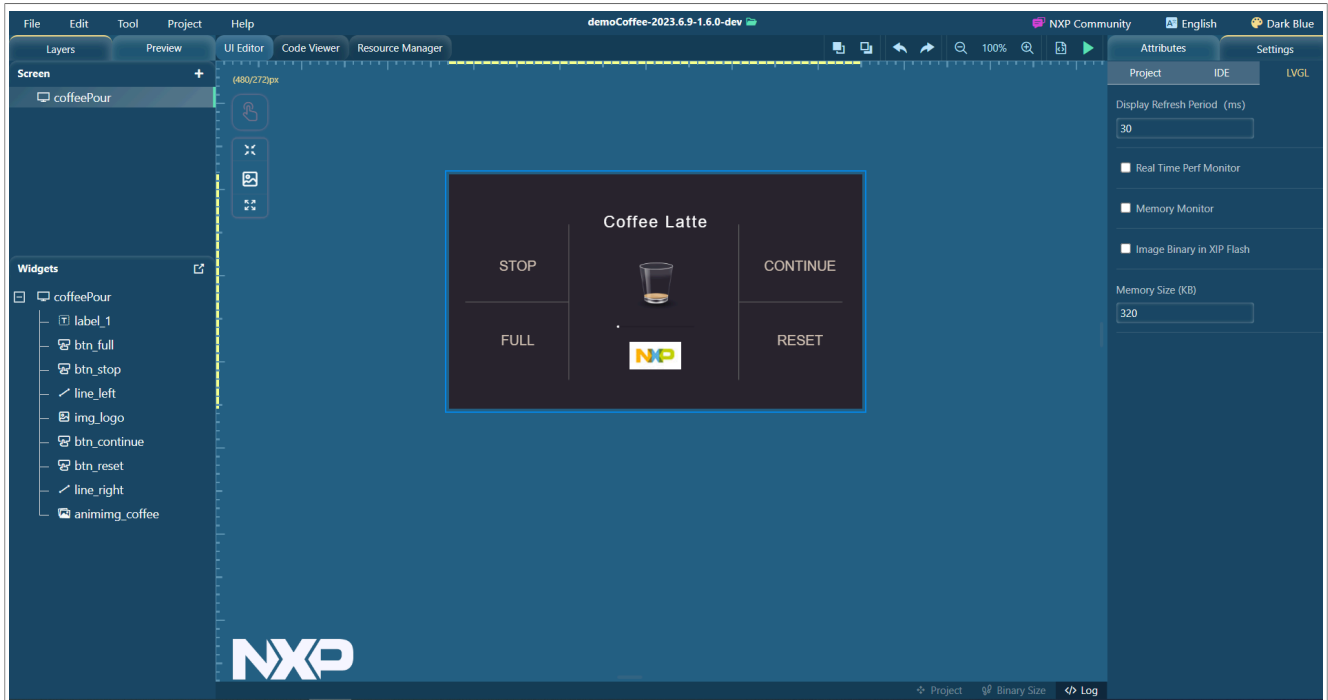 File Edit Tool Project Help demoCoffee-2023.6.9-1.6.0-dev NXP Community English Dark Blue
Layers Preview UI Editor Code Viewer Resource Manager 100% Attributes Settings
Screen +
coffeePour
(480/272)px
Project IDE LVGL
Display Refresh Period (ms)
30
Real Time Perf Monitor
Memory Monitor
Image Binary in XIP Flash
Memory Size (KB)
320
Coffee Latte
STOP CONTINUE
FULL RESET
NXP
Widgets
coffeePour
label_1
btn_full
btn_stop
line_left
img_logo
btn_continue
btn_reset
line_right
animimg_coffee
NXP
Project Binary Size </> Log